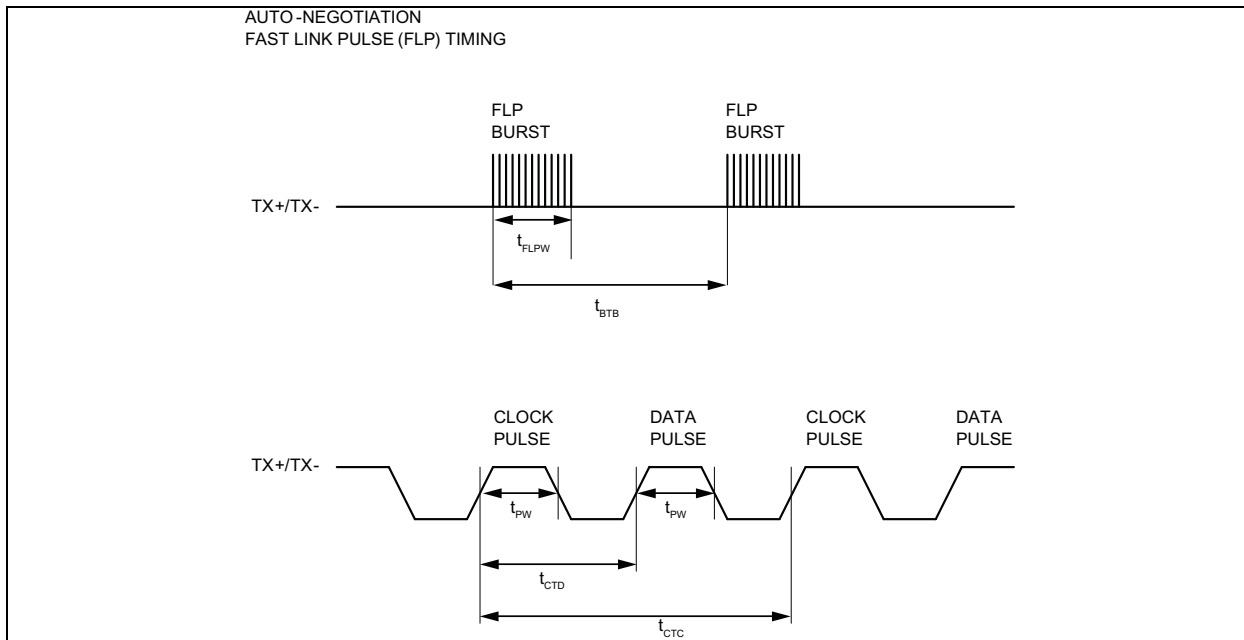 AUTO-NEGOTIATION
FAST LINK PULSE (FLP) TIMING
FLP
BURST
FLP
BURST
TX+/TX-
tFLPW
tBTB
CLOCK
PULSE
DATA
PULSE
CLOCK
PULSE
DATA
PULSE
TX+/TX-
tPW
tPW
tCTD
tCTC